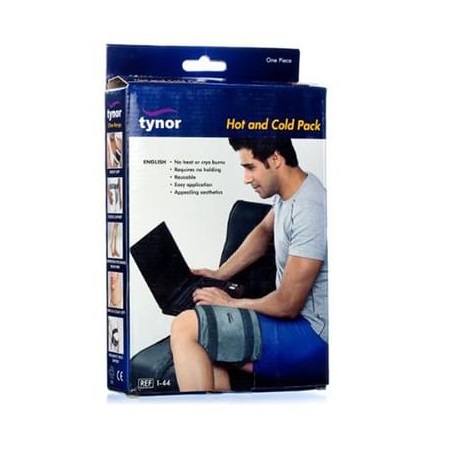 One Piece
tynor
Hot and Cold Pack
ENGLISH • No heat or cryo burns
• Requires no holding
• Reusable
• Easy application
• Appealing aesthetics
tynor
REF I-44
CE